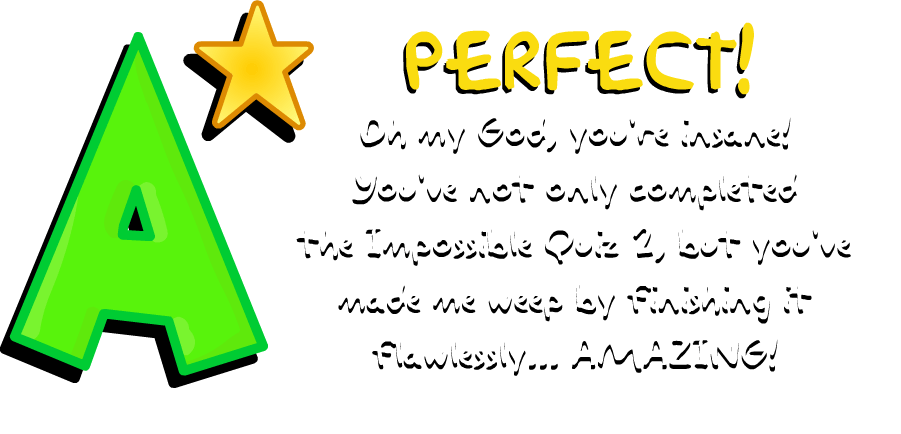 A
PERFECT!
Oh my God, you're insane!
You've not only completed
the Impossible Quiz 2, but you've
made me weep by finishing it
flawlessly... AMAZING!